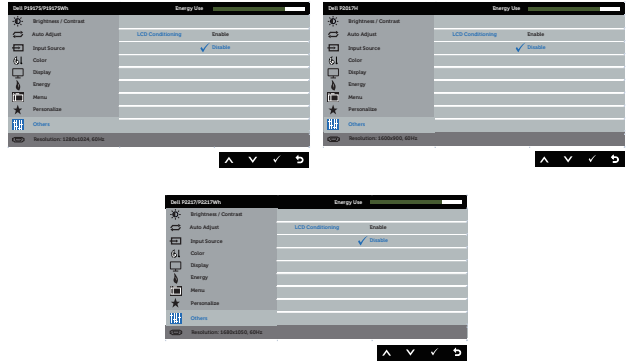 Dell P1917S/P1917SWh Energy Use
Brightness / Contrast
Auto Adjust LCD Conditioning Enable
Input Source Disable
Color
Display
Energy
Menu
Personalize
Others
Resolution: 1280x1024, 60Hz
Dell P2017H Energy Use
Brightness / Contrast
Auto Adjust LCD Conditioning Enable
Input Source Disable
Color
Display
Energy
Menu
Personalize
Others
Resolution: 1600x900, 60Hz
Dell P2217/P2217Wh Energy Use
Brightness / Contrast
Auto Adjust LCD Conditioning Enable
Input Source Disable
Color
Display
Energy
Menu
Personalize
Others
Resolution: 1680x1050, 60Hz